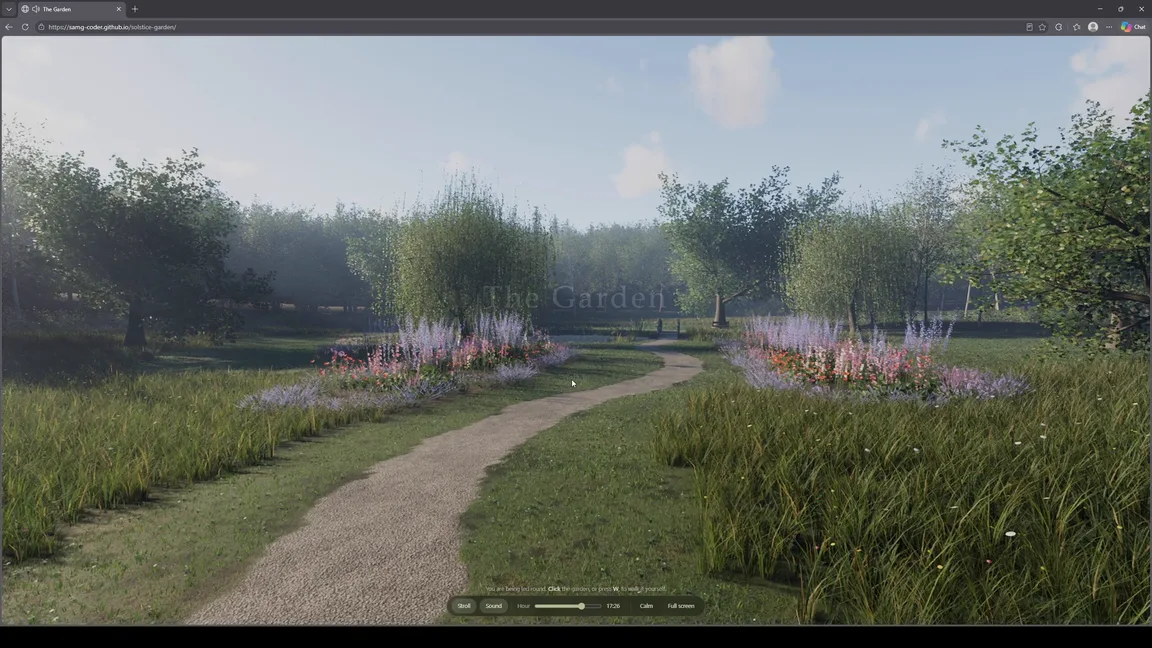 The Garden
https://samg-coder.github.io/solstice-garden/
Chat
The Garden
You are being led round. Click the garden, or press W, to walk it yourself.
Stroll Sound Hour 17:26 Calm Full screen